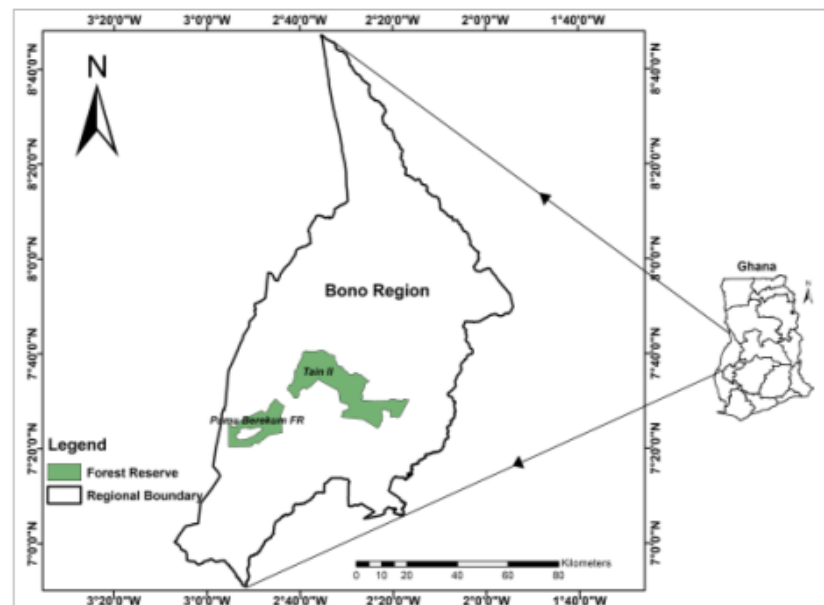 3°20'0"W 3°0'0"W 2°40'0"W 2°20'0"W 2°0'0"W 1°40'0"W
8°40'0"N 8°40'0"N
N
8°20'0"N 8°20'0"N
8°0'0"N 8°0'0"N
Ghana
N
Bono Region
7°40'0"N 7°40'0"N
Tain II
Pamu Berekum FR
7°20'0"N 7°20'0"N
Legend
Forest Reserve
Regional Boundary
7°0'0"N 7°0'0"N
Kilometers
0 10 20 40 60 80
3°20'0"W 3°0'0"W 2°40'0"W 2°20'0"W 2°0'0"W 1°40'0"W